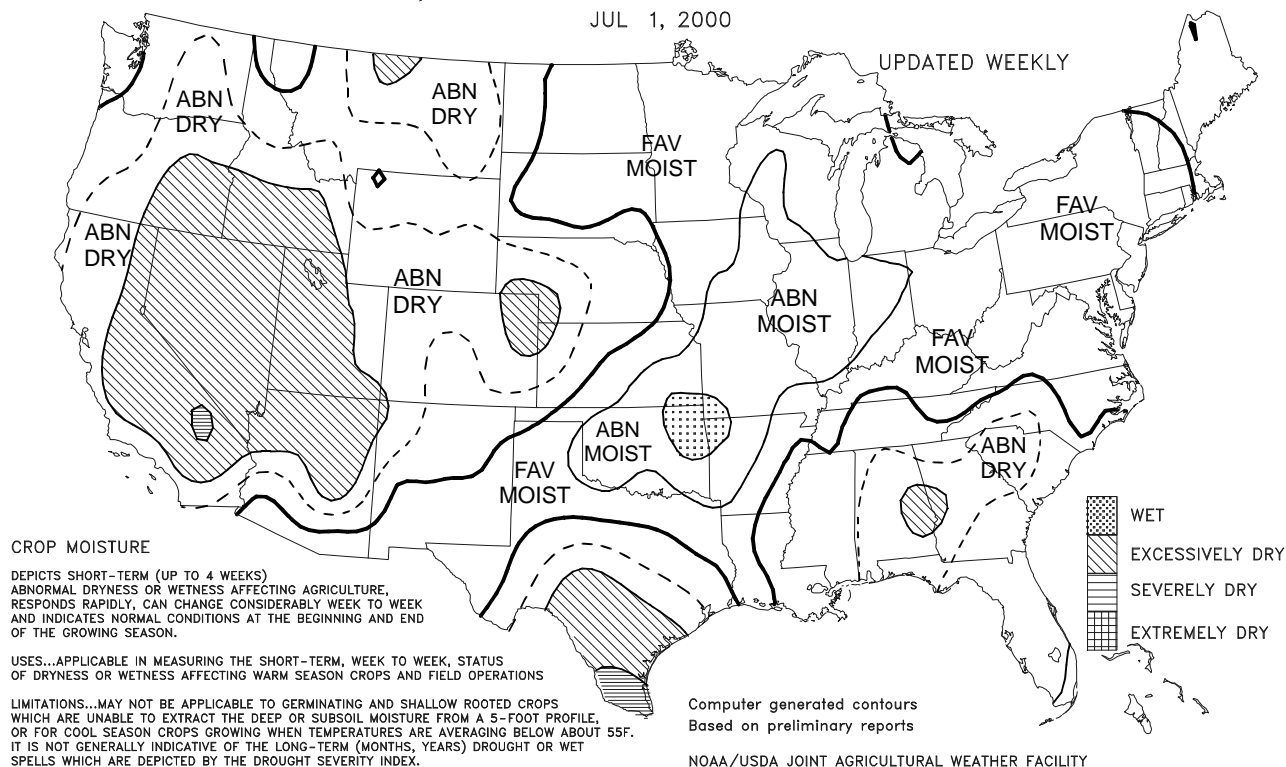 JUL 1, 2000
UPDATED WEEKLY
ABN
DRY
ABN
DRY
FAV
MOIST
FAV
MOIST
ABN
DRY
ABN
DRY
ABN
MOIST
FAV
MOIST
ABN
MOIST
ABN
DRY
FAV
MOIST
WET
EXCESSIVELY DRY
SEVERELY DRY
EXTREMELY DRY
CROP MOISTURE
DEPICTS SHORT-TERM (UP TO 4 WEEKS)
ABNORMAL DRYNESS OR WETNESS AFFECTING AGRICULTURE,
RESPONDS RAPIDLY, CAN CHANGE CONSIDERABLY WEEK TO WEEK
AND INDICATES NORMAL CONDITIONS AT THE BEGINNING AND END
OF THE GROWING SEASON.
USES...APPLICABLE IN MEASURING THE SHORT-TERM, WEEK TO WEEK, STATUS
OF DRYNESS OR WETNESS AFFECTING WARM SEASON CROPS AND FIELD OPERATIONS
LIMITATIONS...MAY NOT BE APPLICABLE TO GERMINATING AND SHALLOW ROOTED CROPS
WHICH ARE UNABLE TO EXTRACT THE DEEP OR SUBSOIL MOISTURE FROM A 5-FOOT PROFILE,
OR FOR COOL SEASON CROPS GROWING WHEN TEMPERATURES ARE AVERAGING BELOW ABOUT 55F.
IT IS NOT GENERALLY INDICATIVE OF THE LONG-TERM (MONTHS, YEARS) DROUGHT OR WET
SPELLS WHICH ARE DEPICTED BY THE DROUGHT SEVERITY INDEX.
Computer generated contours
Based on preliminary reports
NOAA/USDA JOINT AGRICULTURAL WEATHER FACILITY